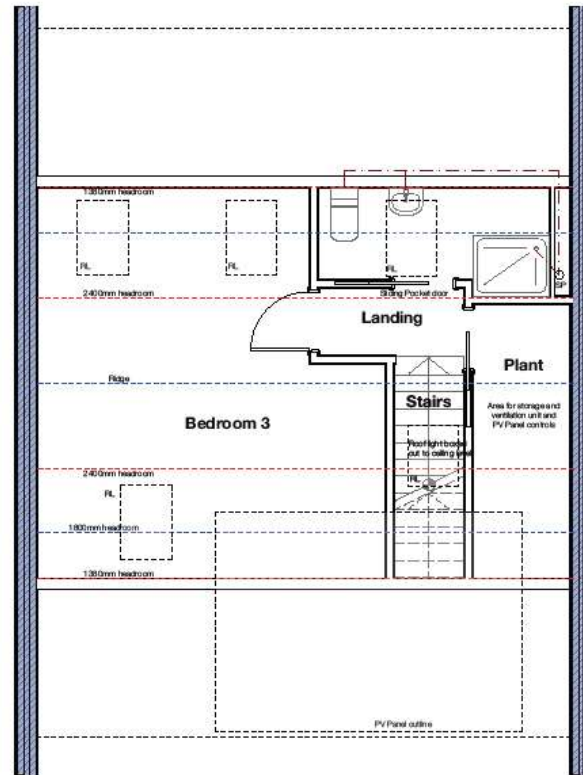 1380mm headroom
RL
RL
RL
2400mm headroom
Sliding Pocket door
SP
Landing
Ridge
Plant
Stairs
Area for storage and
ventilation unit and
PV Panel controls
Bedroom 3
Rooflight boxed
out to ceiling level
2400mm headroom
RL
RL
1800mm headroom
1380mm headroom
PV Panel outline